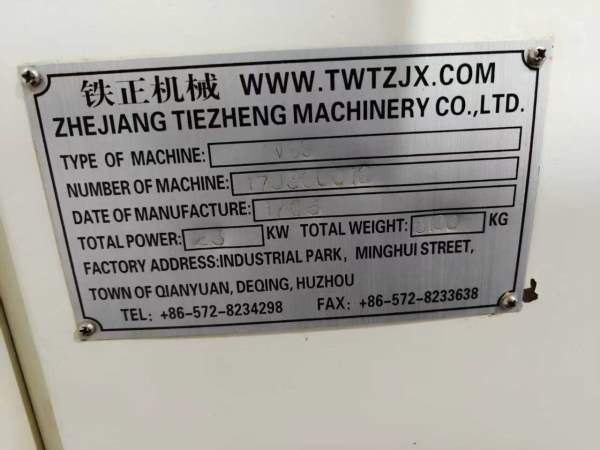 铁正机械 WWW.TWTZJX.COM
ZHEJIANG TIEZHENG MACHINERY CO.,LTD.
TYPE OF MACHINE:
NUMBER OF MACHINE:
DATE OF MANUFACTURE:
TOTAL POWER: KW TOTAL WEIGHT: KG
FACTORY ADDRESS:INDUSTRIAL PARK, MINGHUI STREET,
TOWN OF QIANYUAN, DEQING, HUZHOU
TEL: +86-572-8234298 FAX: +86-572-8233638